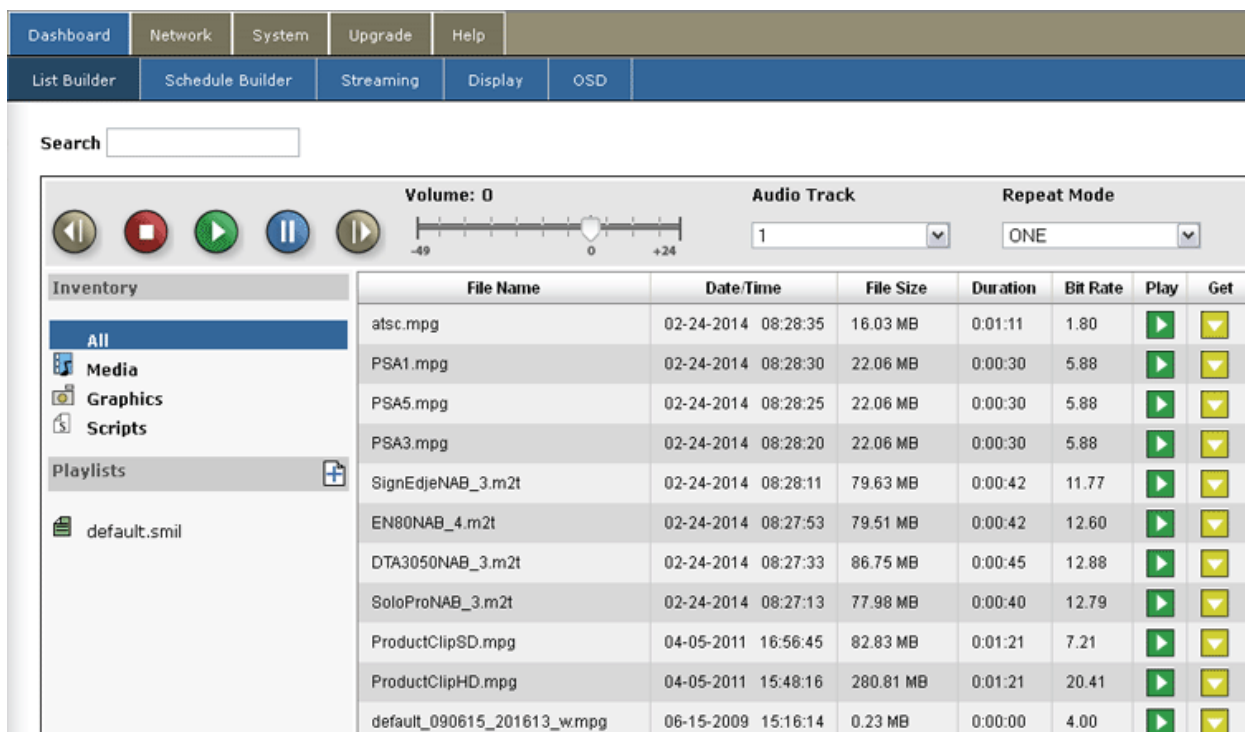 Dashboard Network System Upgrade Help
List Builder Schedule Builder Streaming Display OSD
Search
Volume: 0 Audio Track Repeat Mode
1 ONE
-49 0 +24
Inventory
All
Media
Graphics
Scripts
Playlists
default.smil
File Name Date/Time File Size Duration Bit Rate Play Get
atsc.mpg 02-24-2014 08:28:35 16.03 MB 0:01:11 1.80
PSA1.mpg 02-24-2014 08:28:30 22.06 MB 0:00:30 5.88
PSA5.mpg 02-24-2014 08:28:25 22.06 MB 0:00:30 5.88
PSA3.mpg 02-24-2014 08:28:20 22.06 MB 0:00:30 5.88
SignEdjeNAB_3.m2t 02-24-2014 08:28:11 79.63 MB 0:00:42 11.77
EN80NAB_4.m2t 02-24-2014 08:27:53 79.51 MB 0:00:42 12.60
DTA3050NAB_3.m2t 02-24-2014 08:27:33 86.75 MB 0:00:45 12.88
SoloProNAB_3.m2t 02-24-2014 08:27:13 77.98 MB 0:00:40 12.79
ProductClipSD.mpg 04-05-2011 16:56:45 82.83 MB 0:01:21 7.21
ProductClipHD.mpg 04-05-2011 15:48:16 280.81 MB 0:01:21 20.41
default_090615_201613_w.mpg 06-15-2009 15:16:14 0.23 MB 0:00:00 4.00